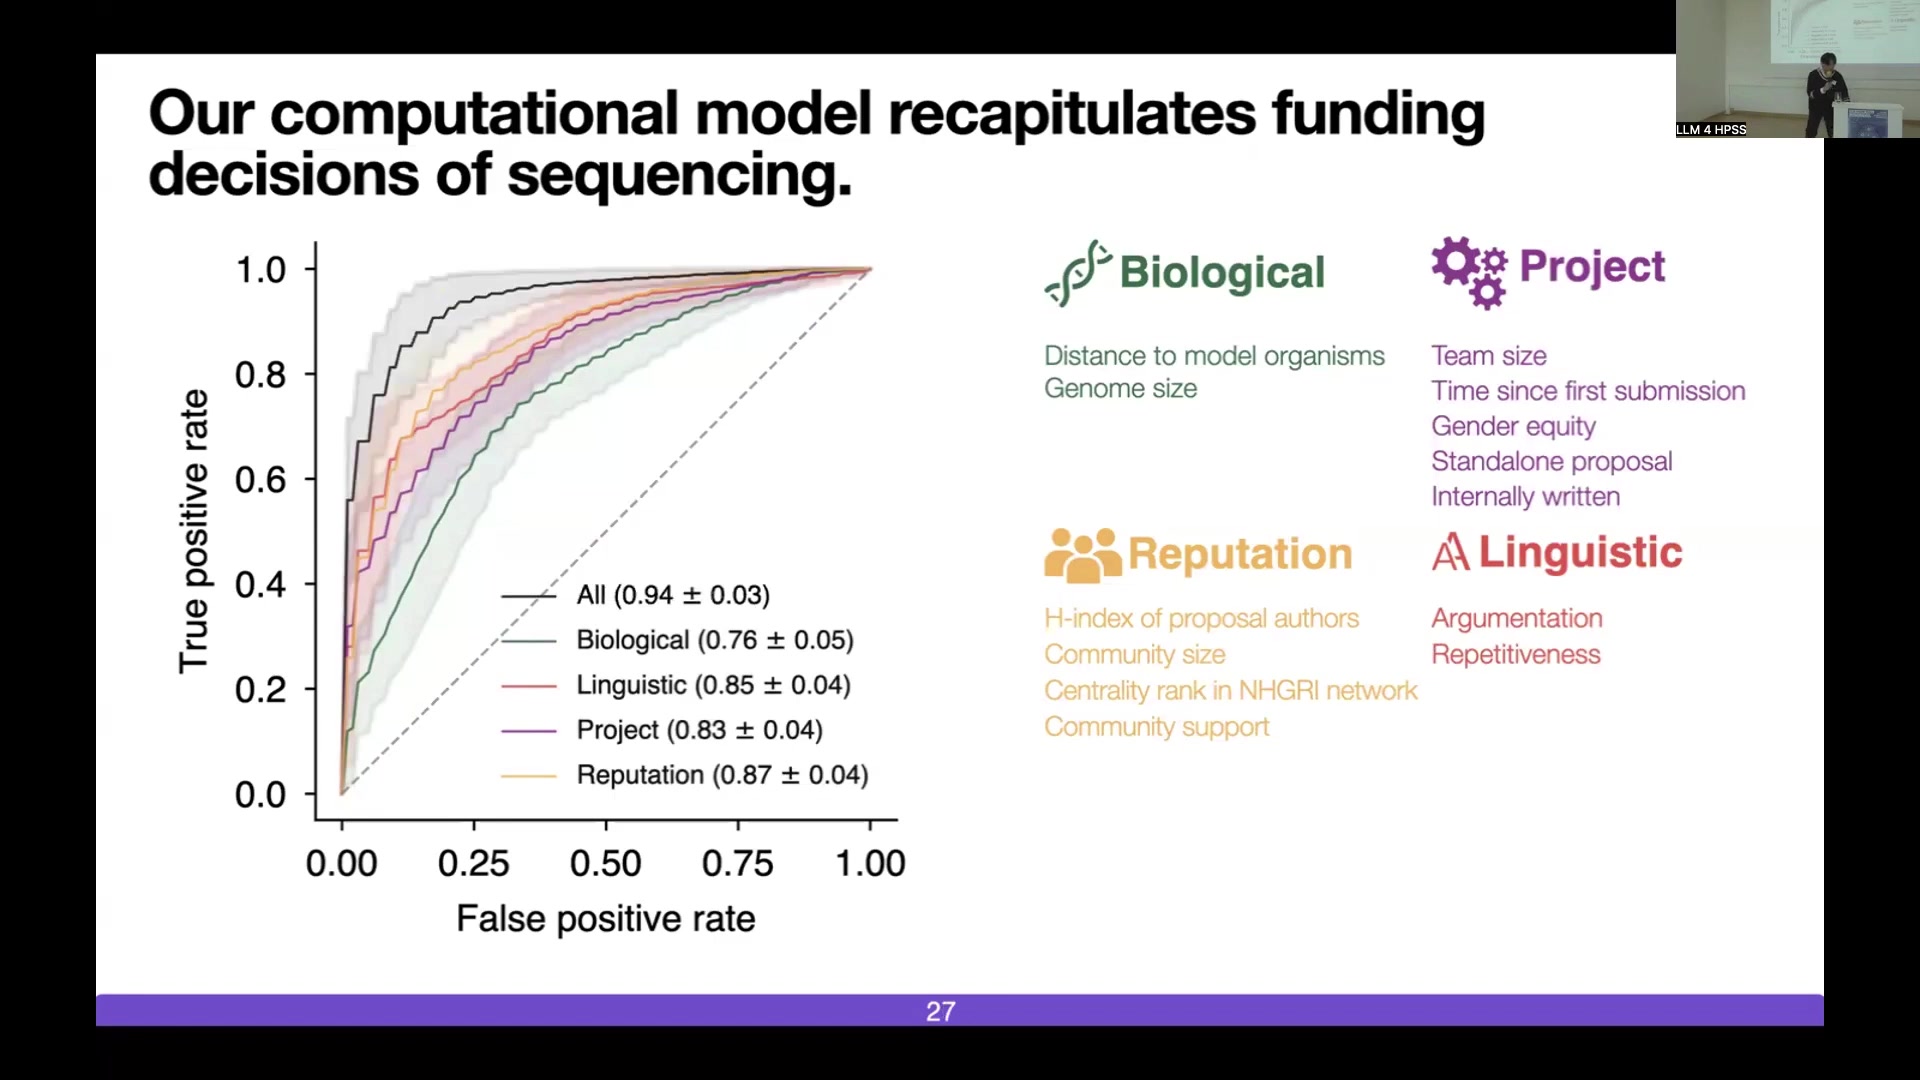 Our computational model recapitulates funding
decisions of sequencing.
LLM 4 HPSS
True positive rate
1.0
0.8
0.6
0.4
0.2
0.0
All (0.94 ± 0.03)
Biological (0.76 ± 0.05)
Linguistic (0.85 ± 0.04)
Project (0.83 ± 0.04)
Reputation (0.87 ± 0.04)
0.00 0.25 0.50 0.75 1.00
False positive rate
Biological
Distance to model organisms
Genome size
Project
Team size
Time since first submission
Gender equity
Standalone proposal
Internally written
Reputation
H-index of proposal authors
Community size
Centrality rank in NHGRI network
Community support
Linguistic
Argumentation
Repetitiveness
27